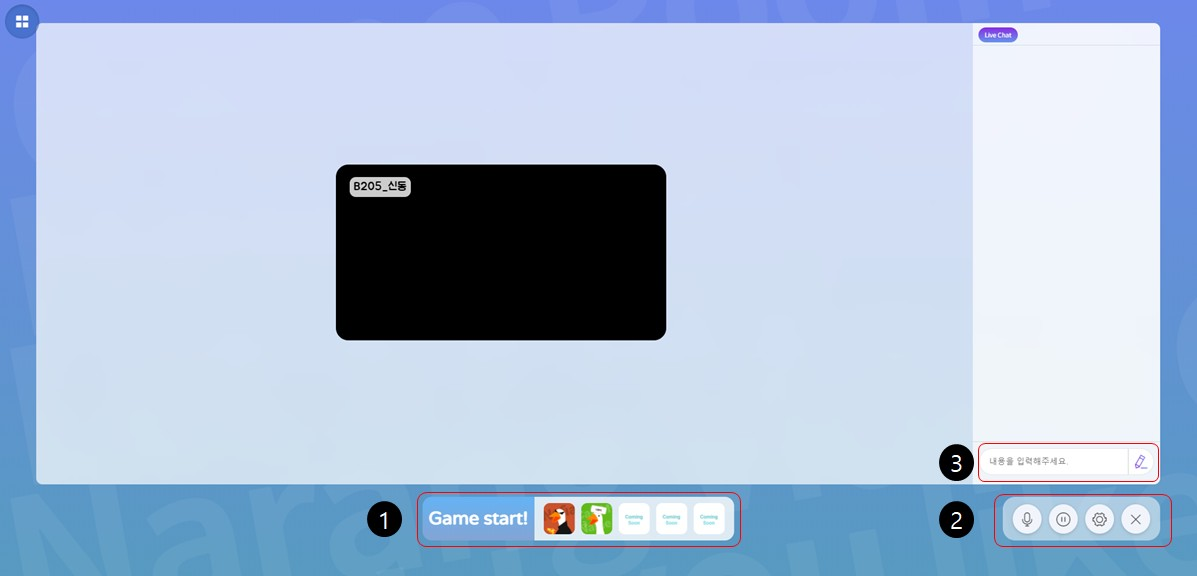 Live Chat
B205_신동
3
내용을 입력해주세요.
1
Game start!
Coming Soon
Coming Soon
Coming Soon
2